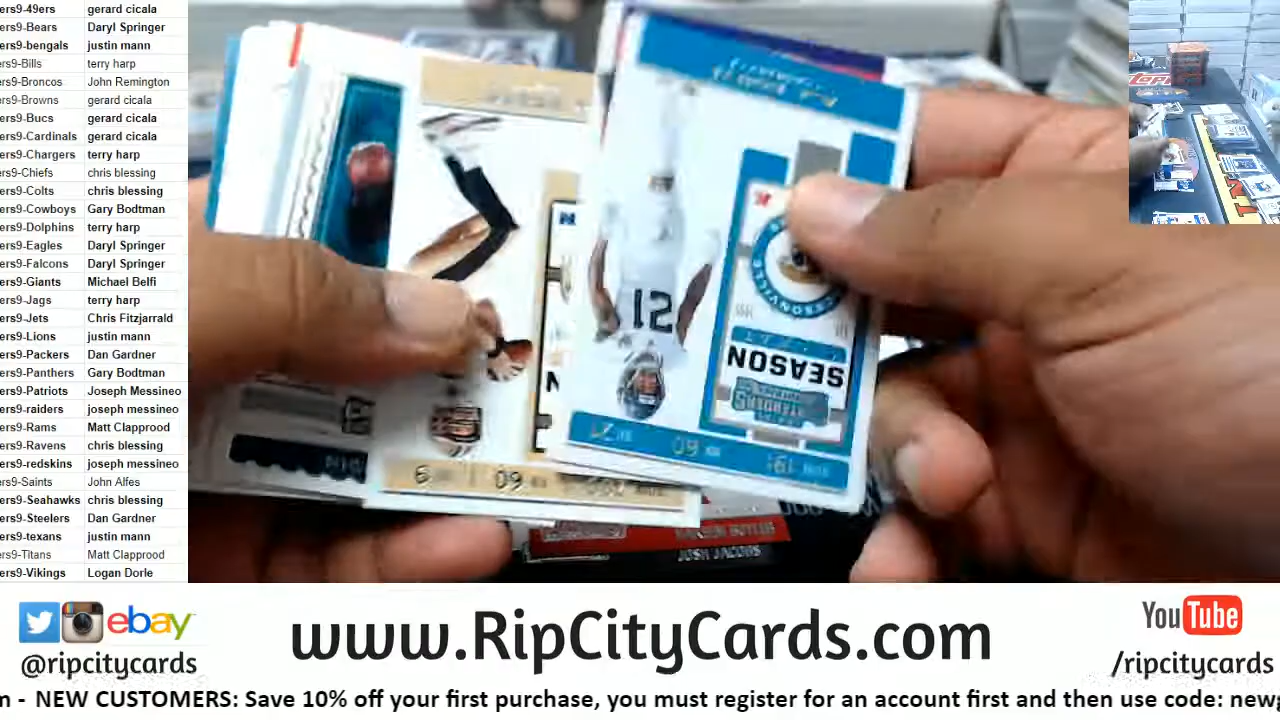 ers9-49ers gerard cicala
ers9-Bears Daryl Springer
ers9-bengals justin mann
ers9-Bills terry harp
ers9-Broncos John Remington
ers9-Browns gerard cicala
ers9-Bucs gerard cicala
ers9-Cardinals gerard cicala
ers9-Chargers terry harp
ers9-Chiefs chris blessing
ers9-Colts chris blessing
ers9-Cowboys Gary Bodtman
ers9-Dolphins terry harp
ers9-Eagles Daryl Springer
ers9-Falcons Daryl Springer
ers9-Giants Michael Belfi
ers9-Jags terry harp
ers9-Jets Chris Fitzjarrald
ers9-Lions justin mann
ers9-Packers Dan Gardner
ers9-Panthers Gary Bodtman
ers9-Patriots Joseph Messineo
ers9-raiders joseph messineo
ers9-Rams Matt Clapprood
ers9-Ravens chris blessing
ers9-redskins joseph messineo
ers9-Saints John Alfes
ers9-Seahawks chris blessing
ers9-Steelers Dan Gardner
ers9-texans justin mann
ers9-Titans Matt Clapprood
ers9-Vikings Logan Dorle
12
SEASON
JOSH JACOBS
ebay
@ripcitycards
www.RipCityCards.com
YouTube
/ripcitycards
m - NEW CUSTOMERS: Save 10% off your first purchase, you must register for an account first and then use code: newg